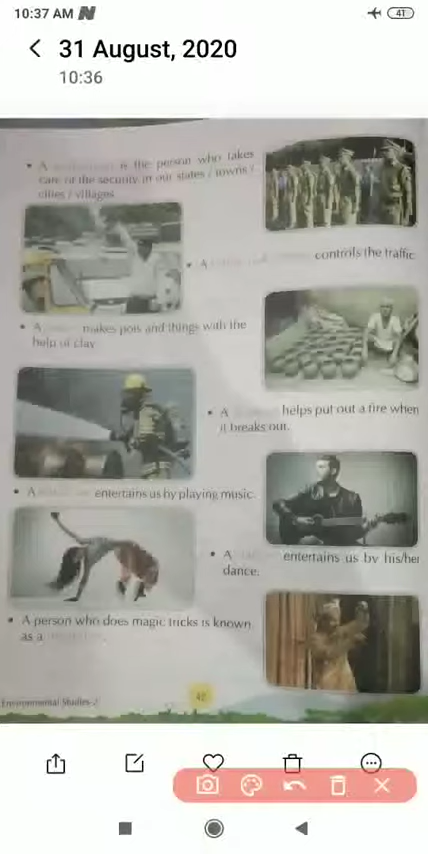 10:37 AM
41
31 August, 2020
10:36
• A is the person who takes
care of the security in our states / towns /
cities / villages
• A controls the traffic
• A makes pots and things with the
help of clay
• A helps put out a fire when
it breaks out.
• A entertains us by playing music.
• A entertains us by his/her
dance.
• A person who does magic tricks is known
as a
Environmental Studies-2
42